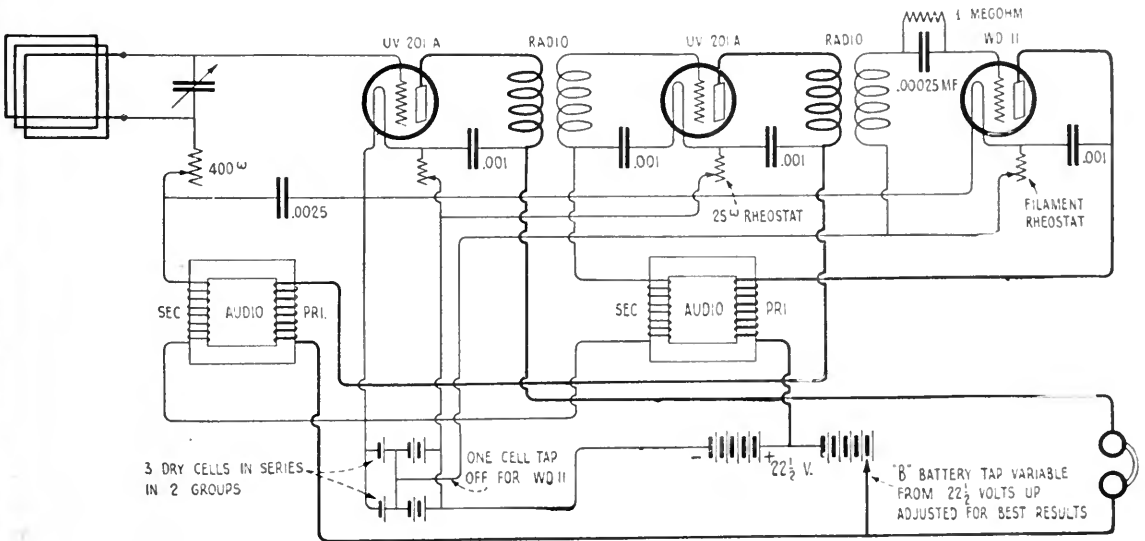 1 MEGOHM
UV 201A
RADIO
UV 201A
RADIO
WD 11
.00025 MF
.001
.001
.001
.001
400 ω
.0025
25 ω RHEOSTAT
FILAMENT
RHEOSTAT
SEC
AUDIO
PRI.
SEC
AUDIO
PRI
3 DRY CELLS IN SERIES
IN 2 GROUPS
ONE CELL TAP
OFF FOR WD 11
- + 22½ V.
"B" BATTERY TAP VARIABLE
FROM 22½ VOLTS UP
ADJUSTED FOR BEST RESULTS